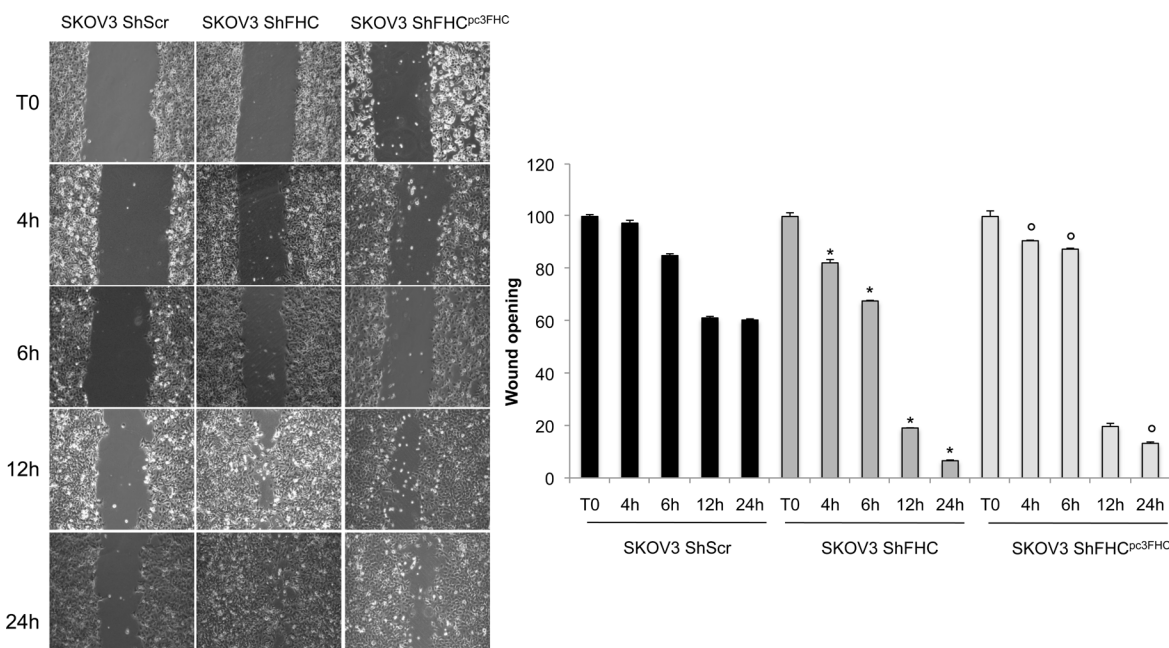 SKOV3 ShScr SKOV3 ShFHC SKOV3 ShFHCpc3FHC
T0
4h
6h
12h
24h
Wound opening
120
100
80
60
40
20
0
* * * *
o o o
T0 4h 6h 12h 24h T0 4h 6h 12h 24h T0 4h 6h 12h 24h
SKOV3 ShScr SKOV3 ShFHC SKOV3 ShFHCpc3FHC